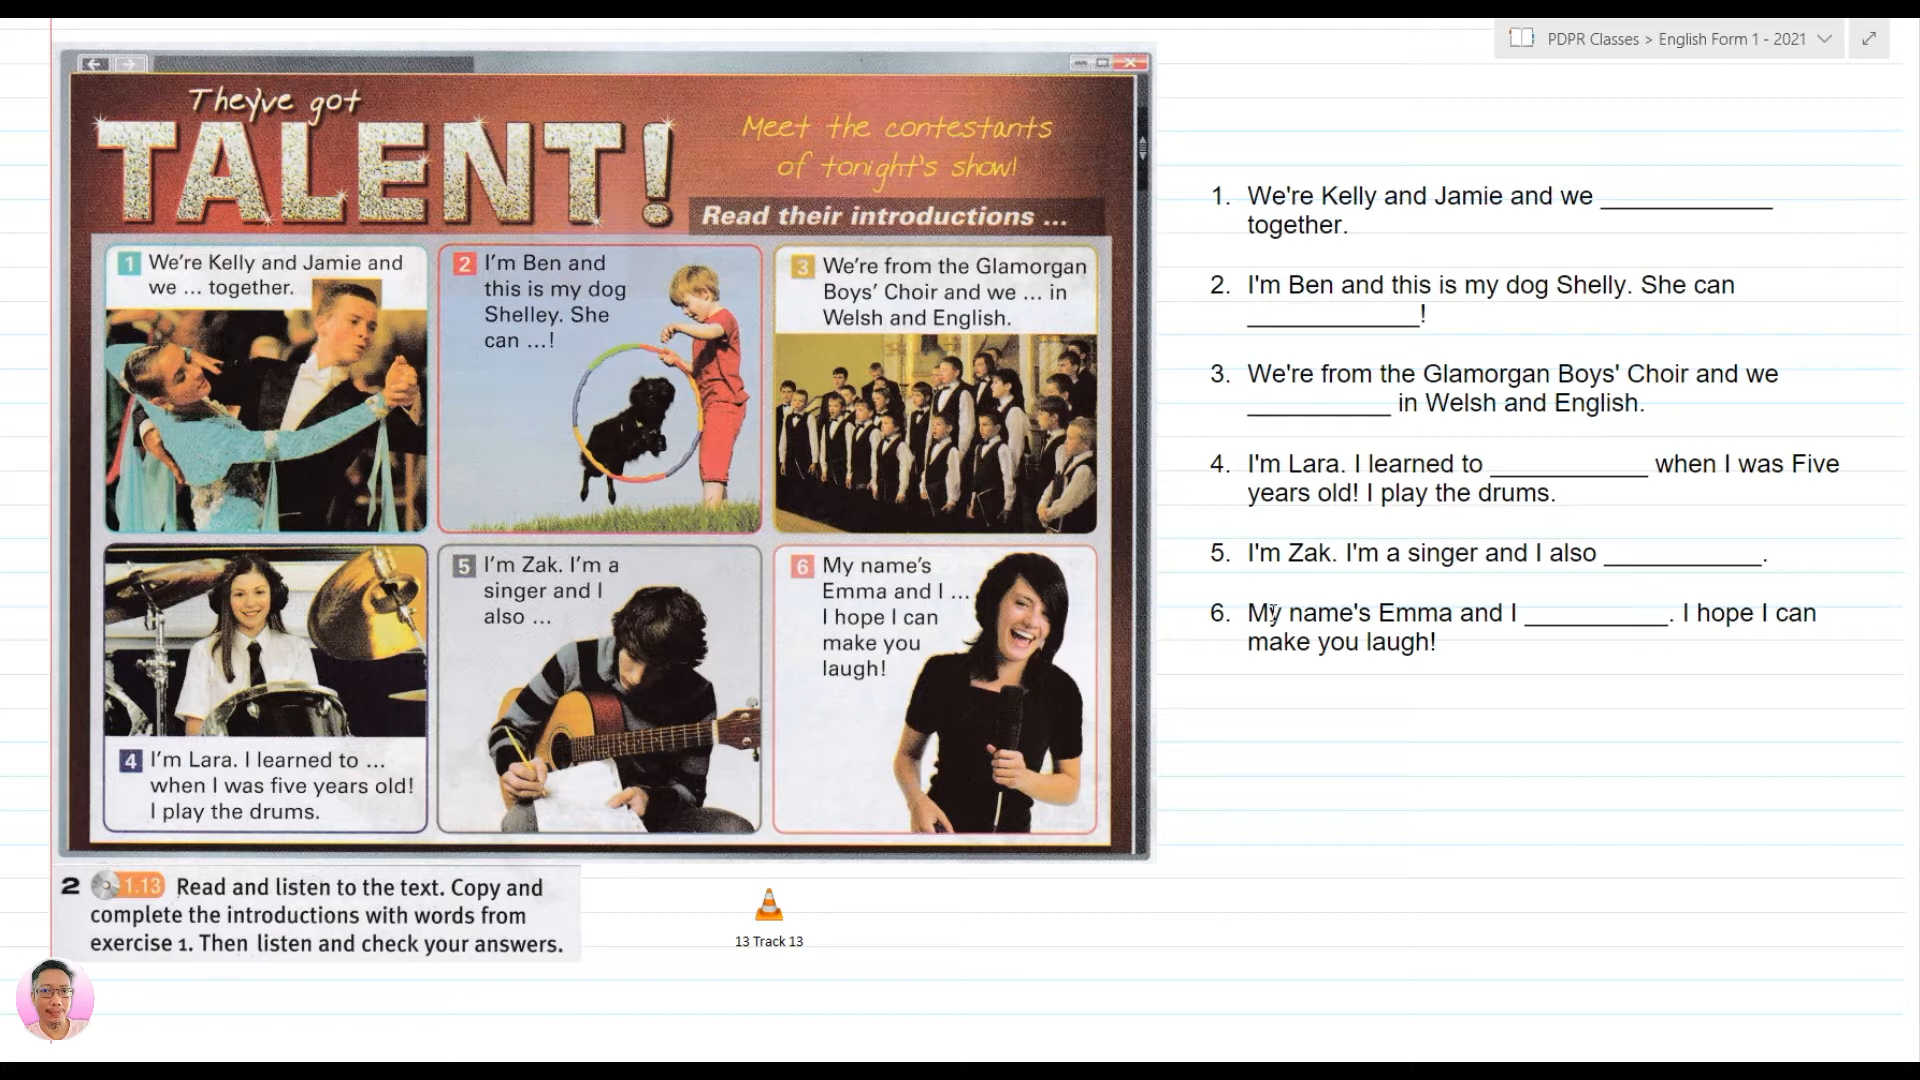 PDPR Classes > English Form 1 - 2021
They've got
TALENT!
Meet the contestants
of tonight's show!
Read their introductions ...
1 We're Kelly and Jamie and
we ... together.
2 I'm Ben and
this is my dog
Shelley. She
can ...!
3 We're from the Glamorgan
Boys' Choir and we ... in
Welsh and English.
4 I'm Lara. I learned to ...
when I was five years old!
I play the drums.
5 I'm Zak. I'm a
singer and I
also ...
6 My name's
Emma and I ...
I hope I can
make you
laugh!
2 1.13 Read and listen to the text. Copy and
complete the introductions with words from
exercise 1. Then listen and check your answers.
13 Track 13
1. We're Kelly and Jamie and we ____________
together.
2. I'm Ben and this is my dog Shelly. She can
____________!
3. We're from the Glamorgan Boys' Choir and we
__________ in Welsh and English.
4. I'm Lara. I learned to ___________ when I was Five
years old! I play the drums.
5. I'm Zak. I'm a singer and I also ___________.
6. My name's Emma and I __________. I hope I can
make you laugh!